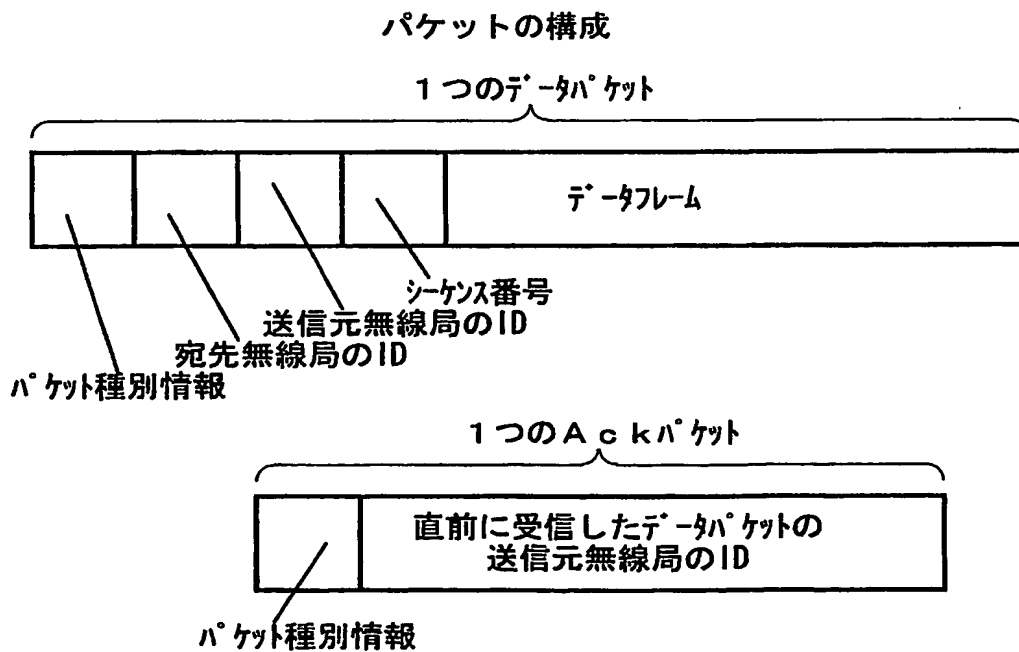 パケットの構成
1つのデータパケット
データフレーム
シーケンス番号
送信元無線局のID
宛先無線局のID
パケット種別情報
1つのAckパケット
直前に受信したデータパケットの
送信元無線局のID
パケット種別情報